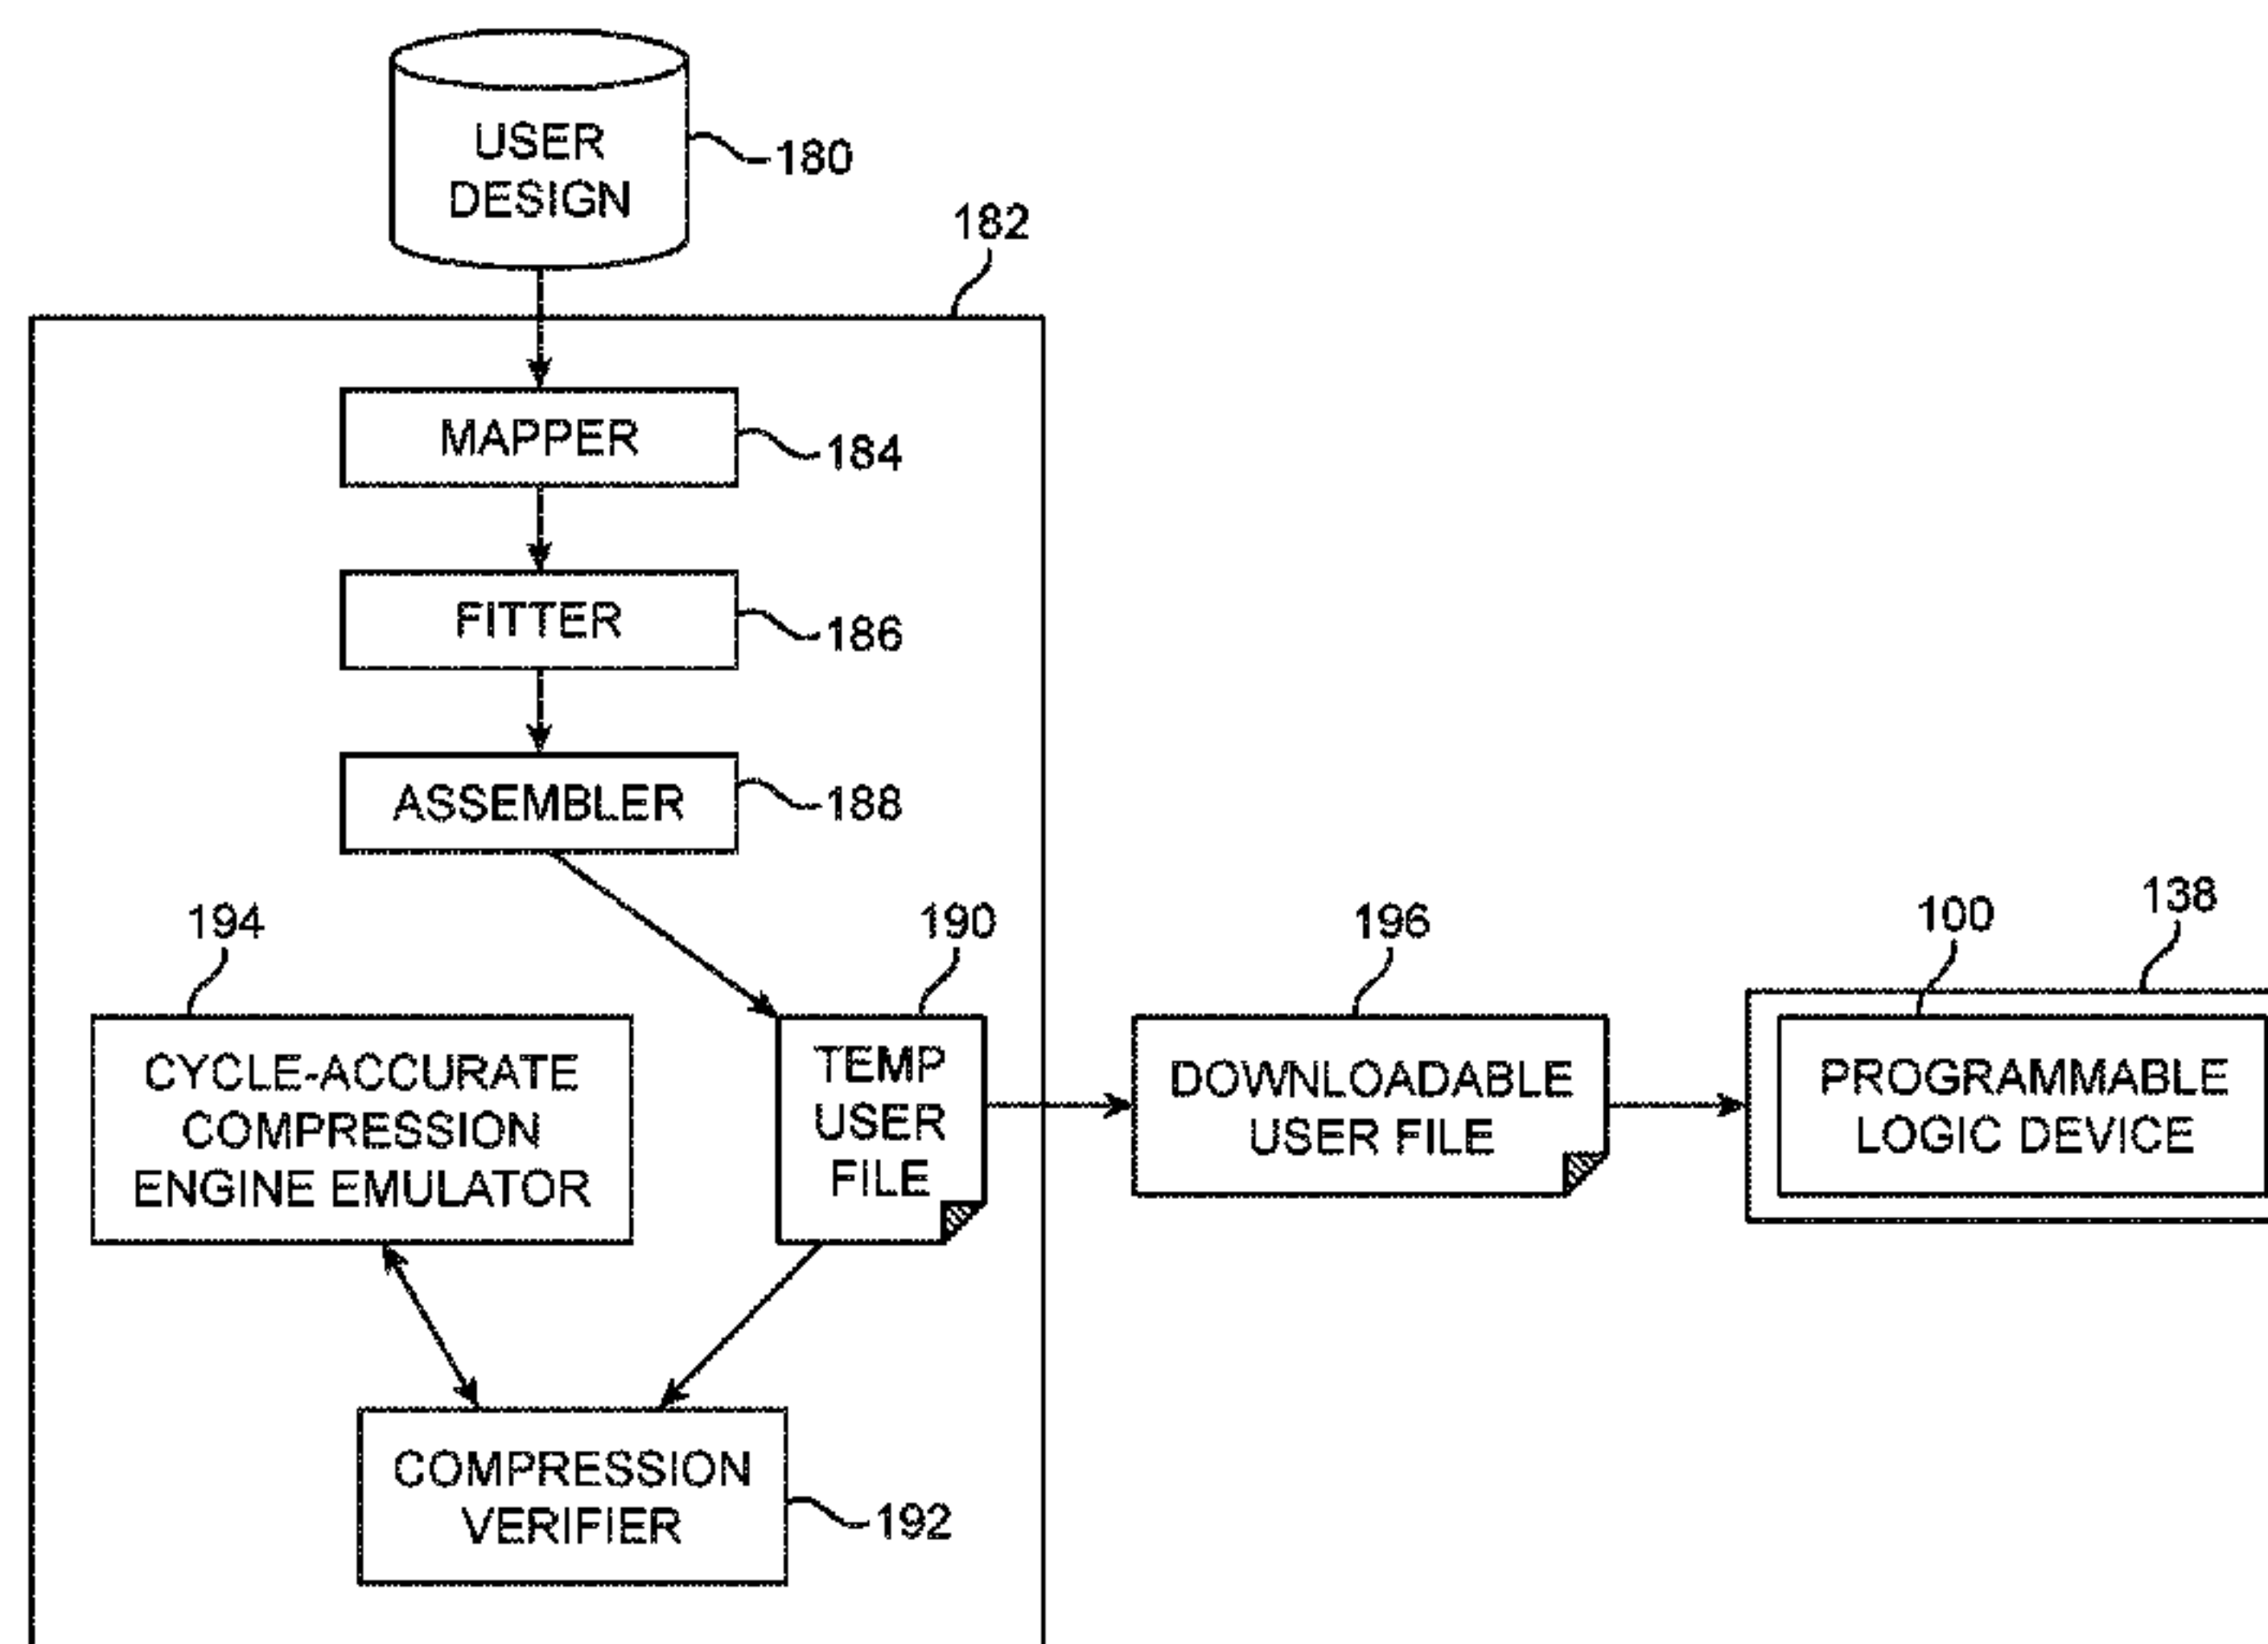 USER
DESIGN
180
182
MAPPER
184
FITTER
186
ASSEMBLER
188
194
190
196
100
138
CYCLE-ACCURATE
COMPRESSION
ENGINE EMULATOR
TEMP
USER
FILE
DOWNLOADABLE
USER FILE
PROGRAMMABLE
LOGIC DEVICE
COMPRESSION
VERIFIER
192